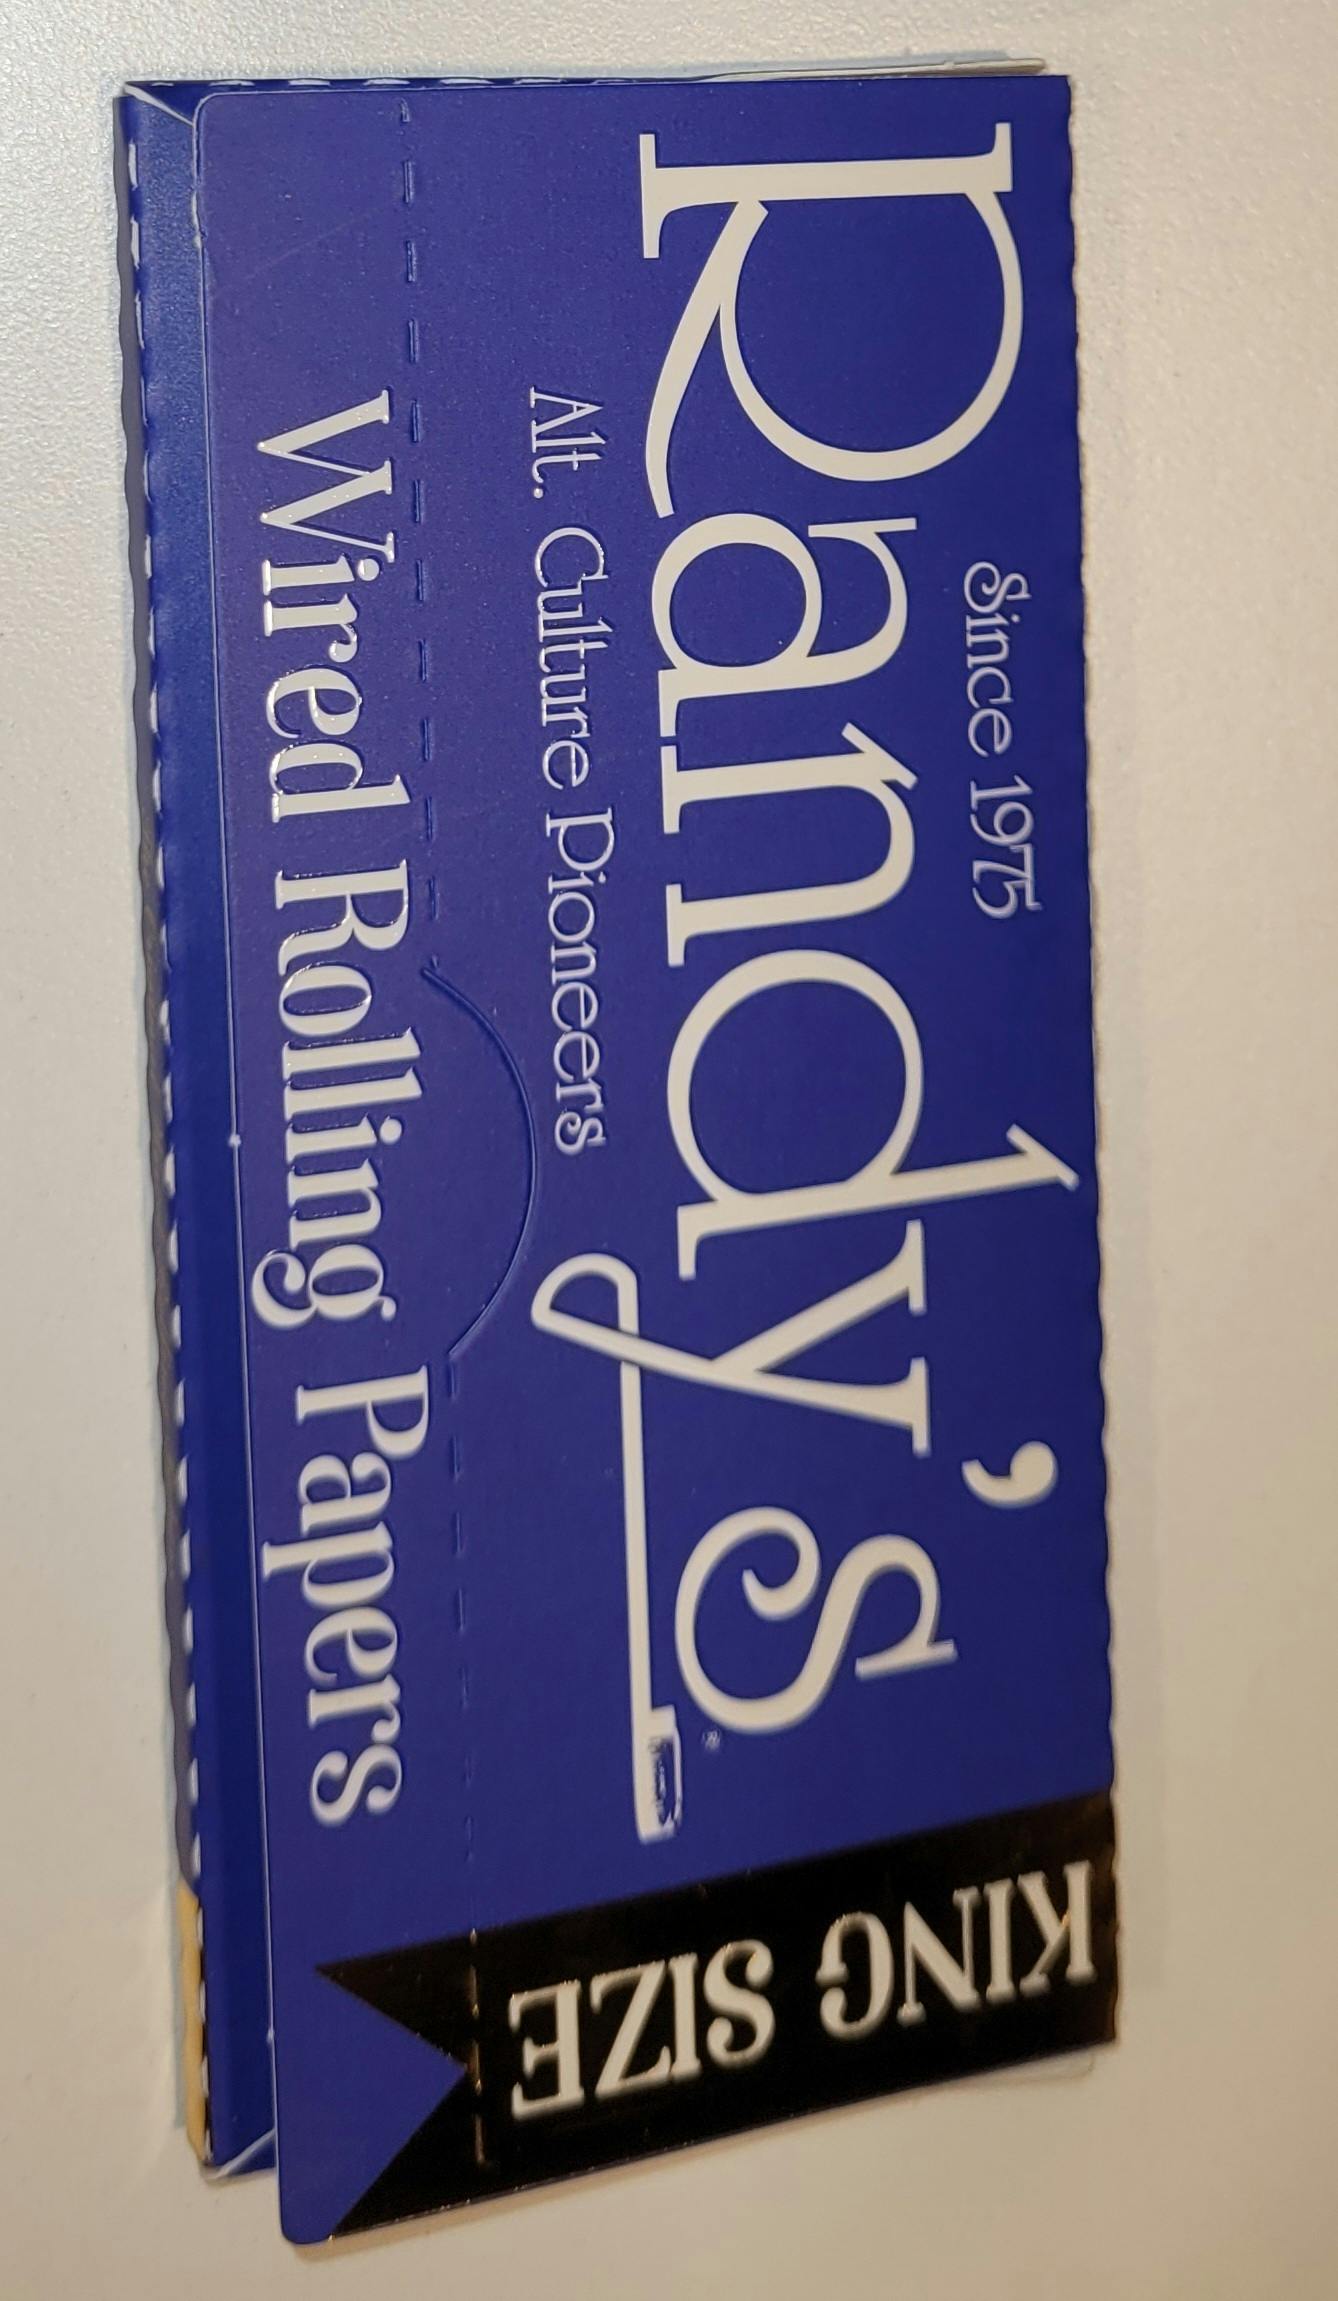 Since 1975
Randy's®
Alt. Culture Pioneers
Wired Rolling Papers
KING SIZE